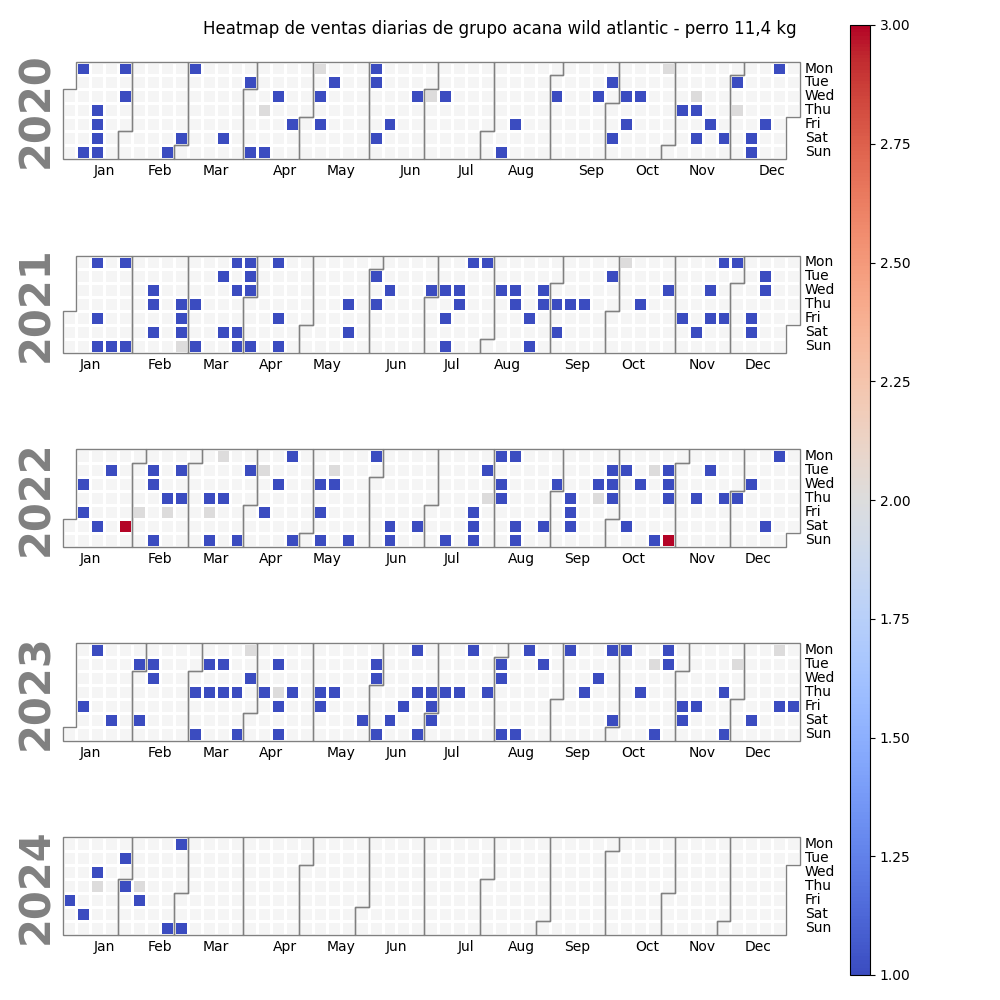 Heatmap de ventas diarias de grupo acana wild atlantic - perro 11,4 kg
2020
Mon
Tue
Wed
Thu
Fri
Sat
Sun
Jan Feb Mar Apr May Jun Jul Aug Sep Oct Nov Dec
2021
Mon
Tue
Wed
Thu
Fri
Sat
Sun
Jan Feb Mar Apr May Jun Jul Aug Sep Oct Nov Dec
2022
Mon
Tue
Wed
Thu
Fri
Sat
Sun
Jan Feb Mar Apr May Jun Jul Aug Sep Oct Nov Dec
2023
Mon
Tue
Wed
Thu
Fri
Sat
Sun
Jan Feb Mar Apr May Jun Jul Aug Sep Oct Nov Dec
2024
Mon
Tue
Wed
Thu
Fri
Sat
Sun
Jan Feb Mar Apr May Jun Jul Aug Sep Oct Nov Dec
3.00
2.75
2.50
2.25
2.00
1.75
1.50
1.25
1.00